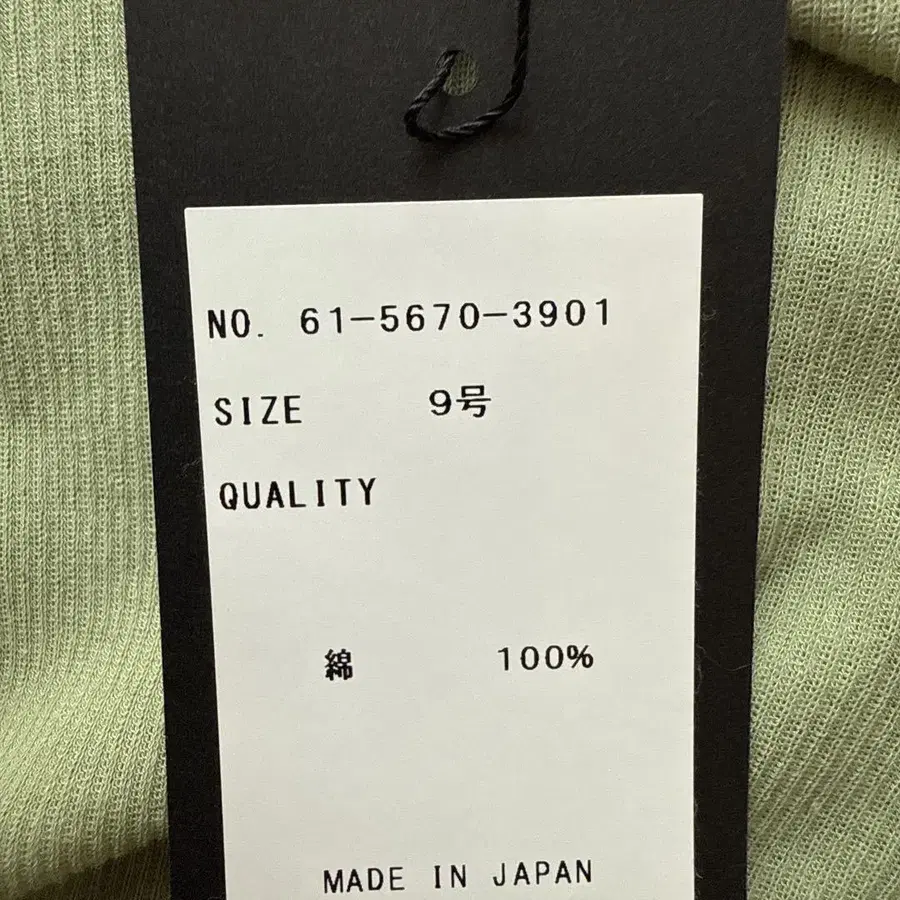 NO. 61-5670-3901
SIZE 9号
QUALITY
綿 100%
MADE IN JAPAN